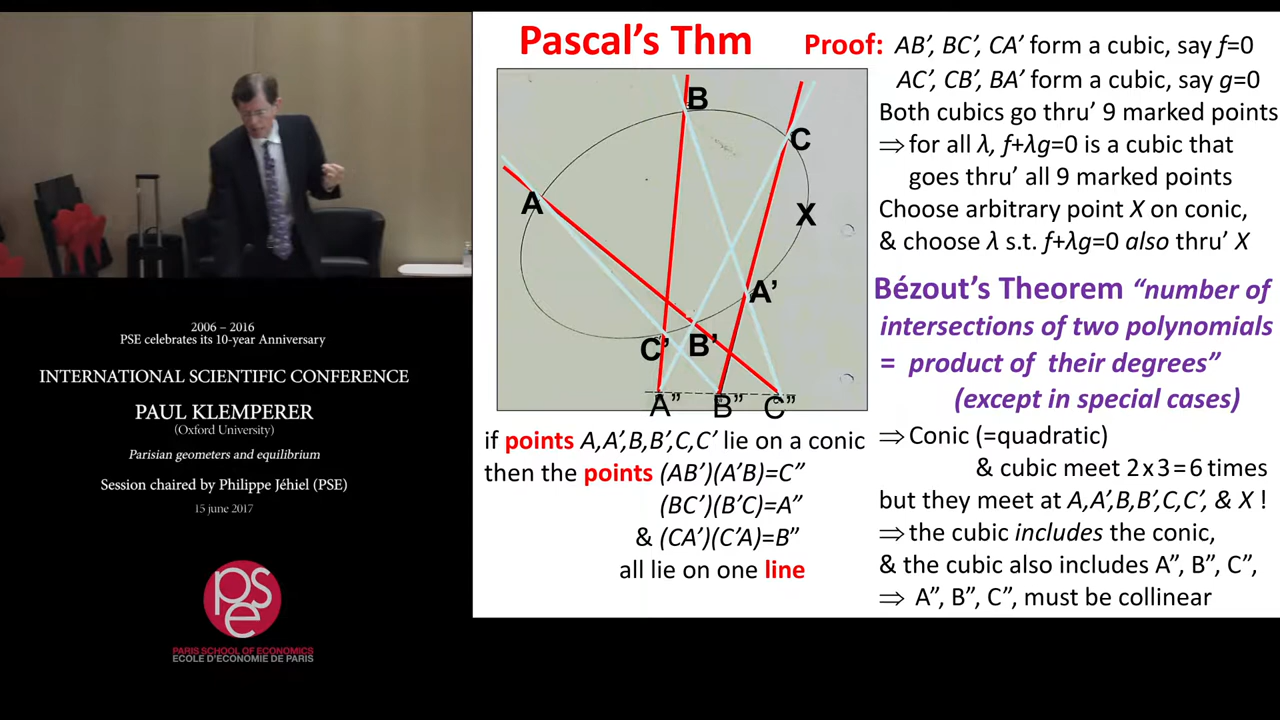 Pascal's Thm
Proof: AB', BC', CA' form a cubic, say f=0
AC', CB', BA' form a cubic, say g=0
Both cubics go thru' 9 marked points
⇒ for all λ, f+λg=0 is a cubic that
goes thru' all 9 marked points
Choose arbitrary point X on conic,
& choose λ s.t. f+λg=0 also thru' X
Bézout's Theorem "number of
intersections of two polynomials
= product of their degrees"
(except in special cases)
⇒ Conic (=quadratic)
& cubic meet 2 x 3 = 6 times
but they meet at A,A',B,B',C,C', & X !
⇒ the cubic includes the conic,
& the cubic also includes A", B", C",
⇒ A", B", C", must be collinear
B
C
A
X
A'
C'
B'
A"
B"
C"
if points A,A',B,B',C,C' lie on a conic
then the points (AB')(A'B)=C"
(BC')(B'C)=A"
& (CA')(C'A)=B"
all lie on one line
2006 – 2016
PSE celebrates its 10-year Anniversary
INTERNATIONAL SCIENTIFIC CONFERENCE
PAUL KLEMPERER
(Oxford University)
Parisian geometers and equilibrium
Session chaired by Philippe Jéhiel (PSE)
15 june 2017
pse
PARIS SCHOOL OF ECONOMICS
ECOLE D'ECONOMIE DE PARIS